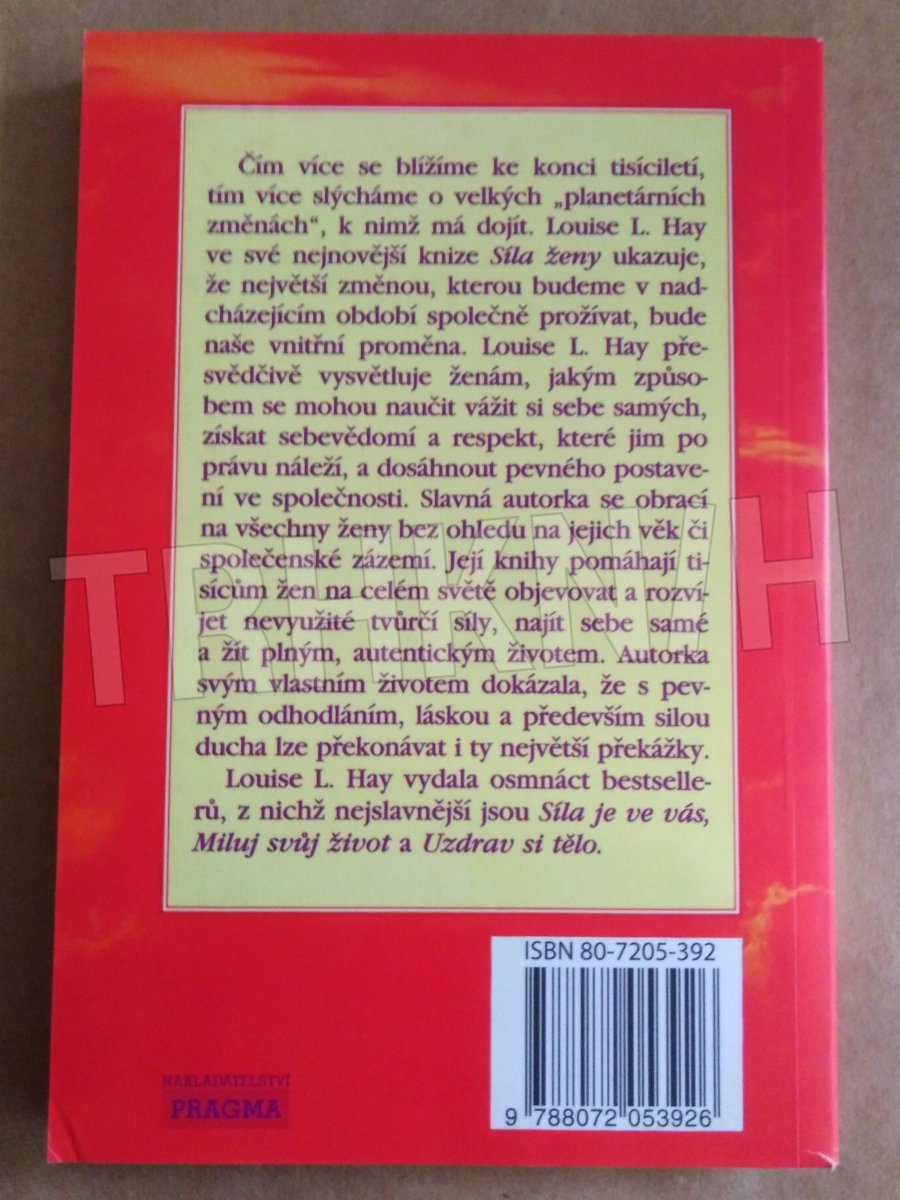 Čím více se blížíme ke konci tisíciletí,
tím více slýcháme o velkých „planetárních
změnách“, k nimž má dojít. Louise L. Hay
ve své nejnovější knize Síla ženy ukazuje,
že největší změnou, kterou budeme v nad-
cházejícím období společně prožívat, bude
naše vnitřní proměna. Louise L. Hay pře-
svědčivě vysvětluje ženám, jakým způso-
bem se mohou naučit vážit si sebe samých,
získat sebevědomí a respekt, které jim po
právu náleží, a dosáhnout pevného postave-
ní ve společnosti. Slavná autorka se obrací
na všechny ženy bez ohledu na jejich věk či
společenské zázemí. Její knihy pomáhají ti-
sícům žen na celém světě objevovat a rozví-
jet nevyužité tvůrčí síly, najít sebe samé
a žít plným, autentickým životem. Autorka
svým vlastním životem dokázala, že s pev-
ným odhodláním, láskou a především silou
ducha lze překonávat i ty největší překážky.
Louise L. Hay vydala osmnáct bestselle-
rů, z nichž nejslavnější jsou Síla je ve vás,
Miluj svůj život a Uzdrav si tělo.
TRHKNIH
ISBN 80-7205-392
9 788072 053926
NAKLADATELSTVÍ
PRAGMA